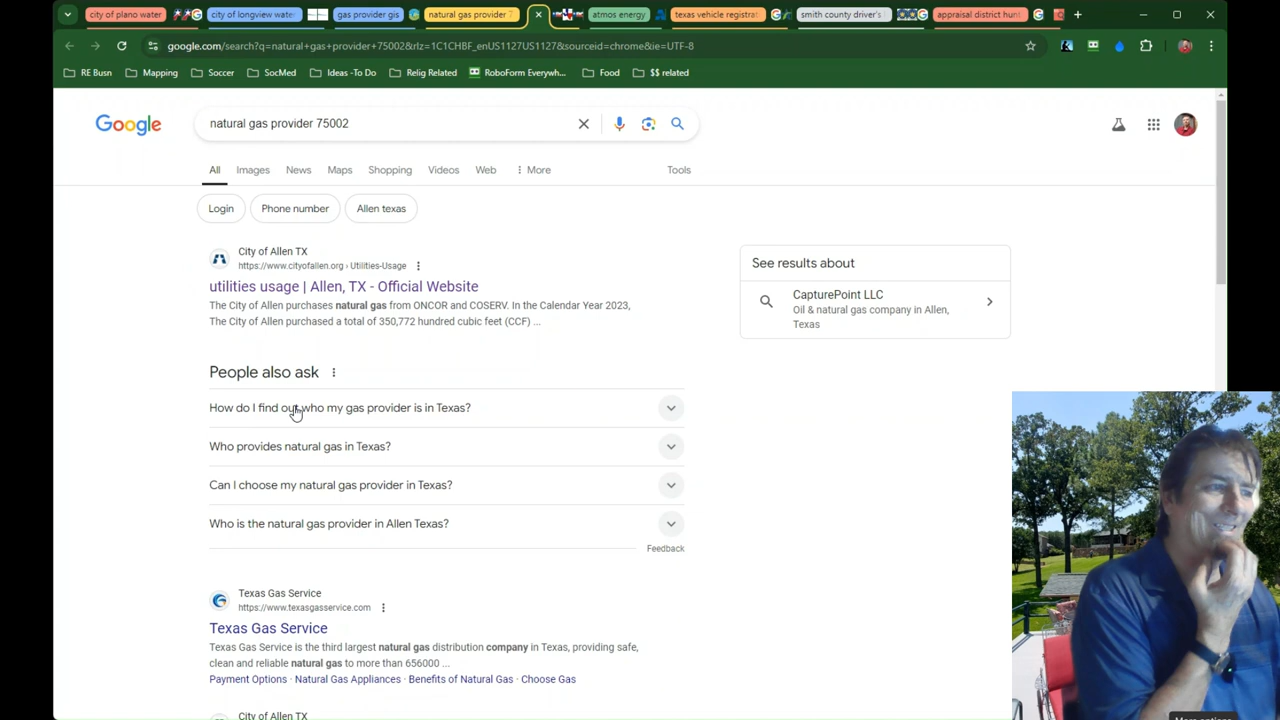 city of plano water
city of longview water
gas provider gis
natural gas provider 7
atmos energy
texas vehicle registrat
smith county driver's
appraisal district hunt
google.com/search?q=natural+gas+provider+75002&rlz=1C1CHBF_enUS1127US1127&sourceid=chrome&ie=UTF-8
RE Busn
Mapping
Soccer
SocMed
Ideas -To Do
Relig Related
RoboForm Everywh...
Food
$$ related
Google
natural gas provider 75002
All
Images
News
Maps
Shopping
Videos
Web
More
Tools
Login
Phone number
Allen texas
City of Allen TX
https://www.cityofallen.org › Utilities-Usage
utilities usage | Allen, TX - Official Website
The City of Allen purchases natural gas from ONCOR and COSERV. In the Calendar Year 2023,
The City of Allen purchased a total of 350,772 hundred cubic feet (CCF) ...
See results about
CapturePoint LLC
Oil & natural gas company in Allen,
Texas
People also ask
How do I find out who my gas provider is in Texas?
Who provides natural gas in Texas?
Can I choose my natural gas provider in Texas?
Who is the natural gas provider in Allen Texas?
Feedback
Texas Gas Service
https://www.texasgasservice.com
Texas Gas Service
Texas Gas Service is the third largest natural gas distribution company in Texas, providing safe,
clean and reliable natural gas to more than 656000 ...
Payment Options · Natural Gas Appliances · Benefits of Natural Gas · Choose Gas
City of Allen TX
More options